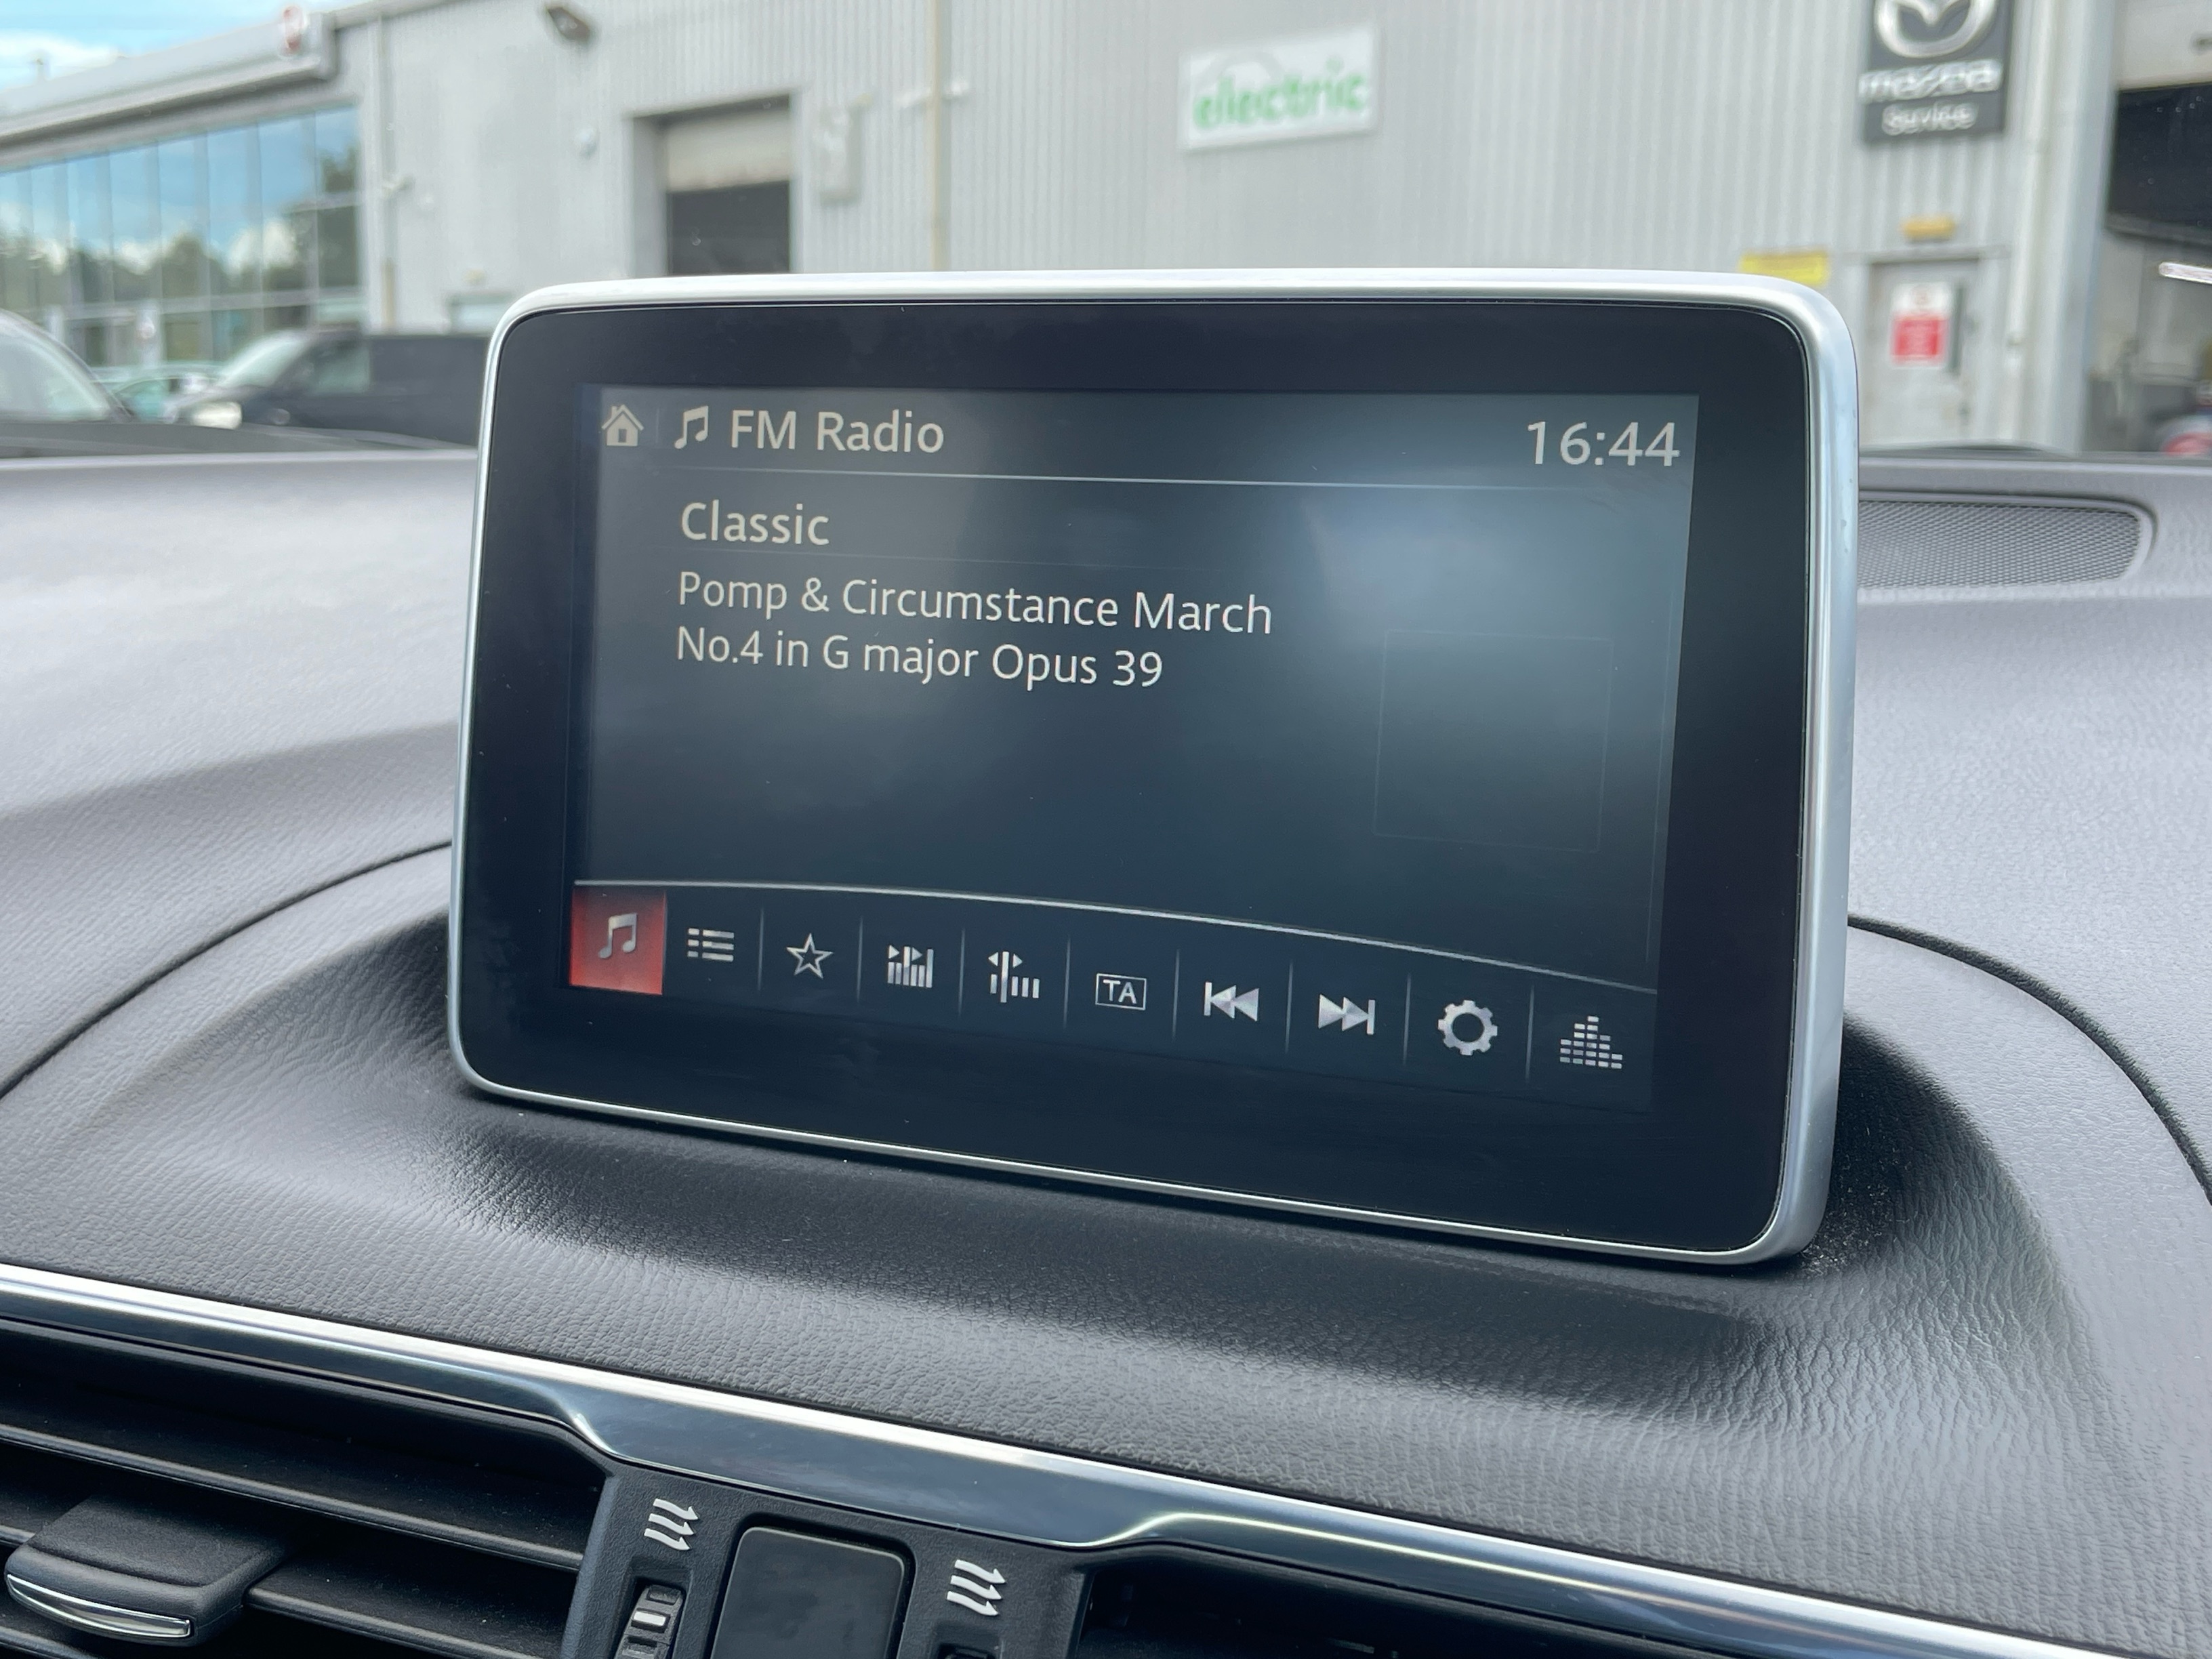 electric
mazda
Service
FM Radio
16:44
Classic
Pomp & Circumstance March
No.4 in G major Opus 39
TA